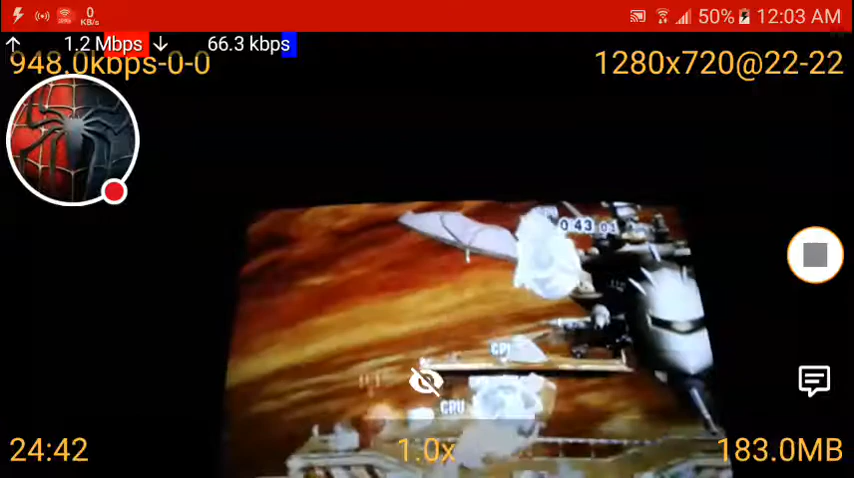 0
KB/s
50% 12:03 AM
1.2 Mbps 66.3 kbps
948.0kbps-0-0
1280x720@22-22
0 43 01
CPU
CPU
24:42
1.0x
183.0MB